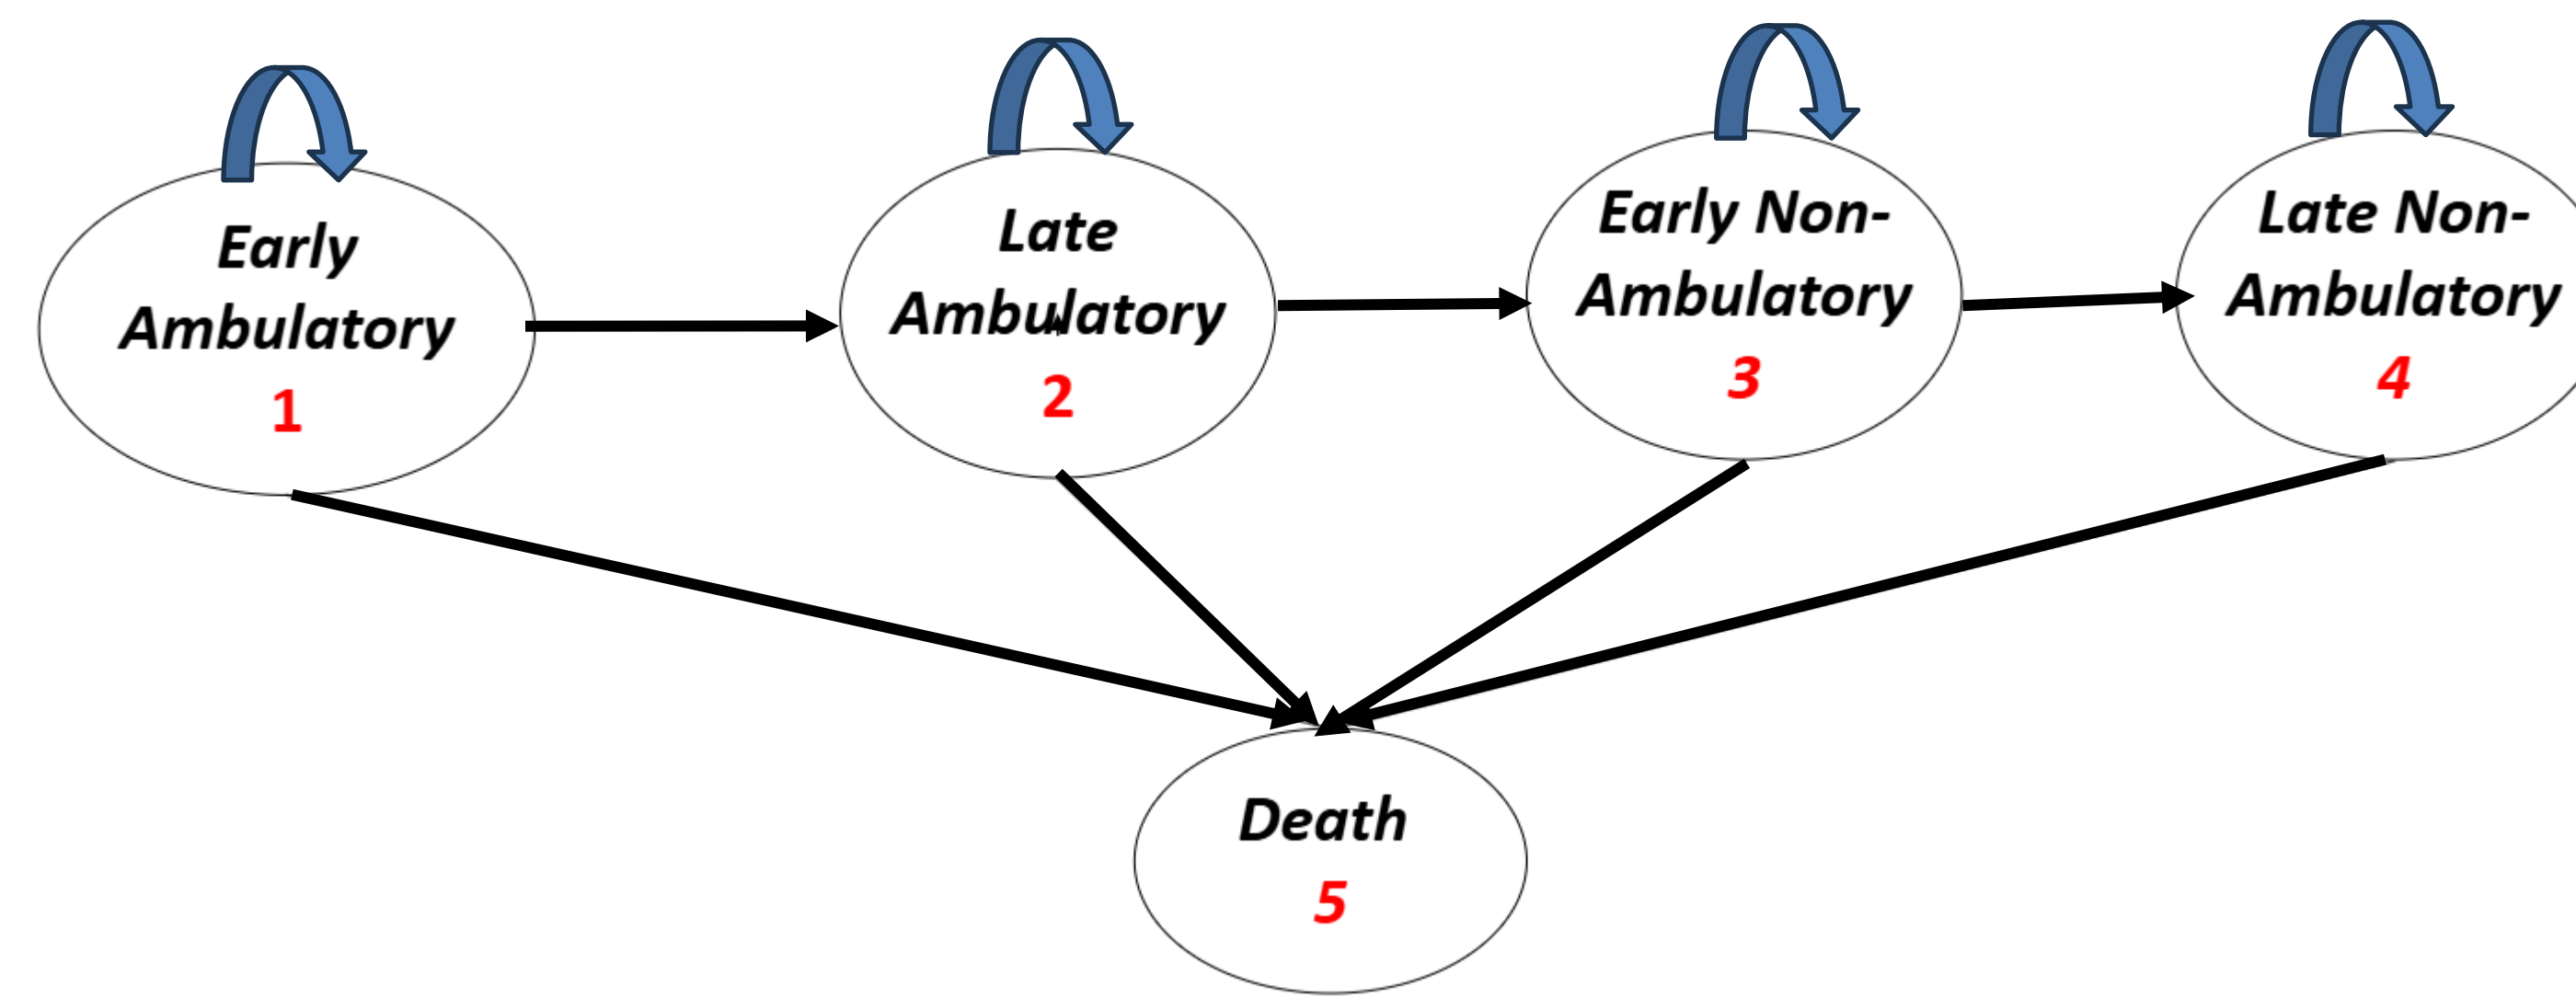 Early
Ambulatory
1
Late
Ambulatory
2
Early Non-
Ambulatory
3
Late Non-
Ambulatory
4
Death
5